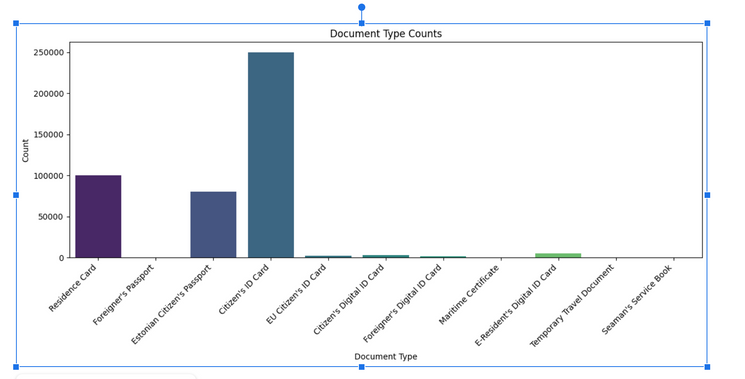 Document Type Counts
250000
200000
150000
100000
50000
0
Count
Residence Card
Foreigner's Passport
Estonian Citizen's Passport
Citizen's ID Card
EU Citizen's ID Card
Citizen's Digital ID Card
Foreigner's Digital ID Card
Maritime Certificate
E-Resident's Digital ID Card
Temporary Travel Document
Seaman's Service Book
Document Type